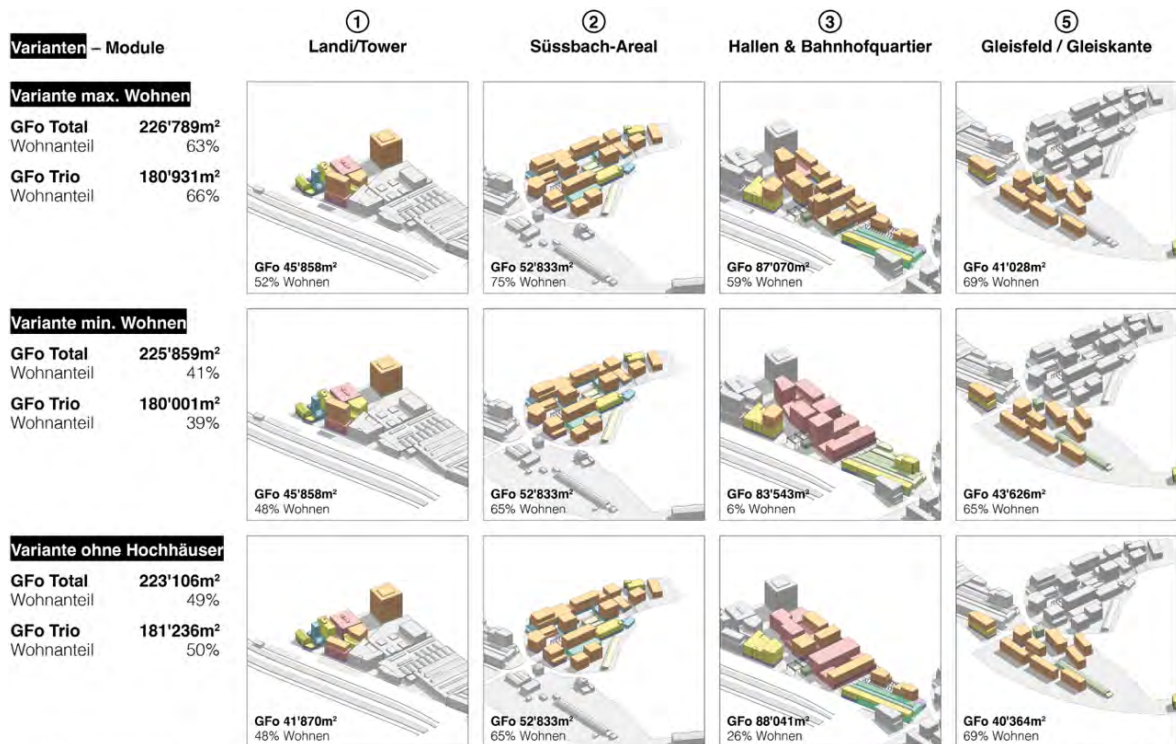 Varianten – Module
① Landi/Tower
② Süssbach-Areal
③ Hallen & Bahnhofquartier
⑤ Gleisfeld / Gleiskante
Variante max. Wohnen
GFo Total 226'789m²
Wohnanteil 63%
GFo Trio 180'931m²
Wohnanteil 66%
GFo 45'858m²
52% Wohnen
GFo 52'833m²
75% Wohnen
GFo 87'070m²
59% Wohnen
GFo 41'028m²
69% Wohnen
Variante min. Wohnen
GFo Total 225'859m²
Wohnanteil 41%
GFo Trio 180'001m²
Wohnanteil 39%
GFo 45'858m²
48% Wohnen
GFo 52'833m²
65% Wohnen
GFo 83'543m²
6% Wohnen
GFo 43'626m²
65% Wohnen
Variante ohne Hochhäuser
GFo Total 223'106m²
Wohnanteil 49%
GFo Trio 181'236m²
Wohnanteil 50%
GFo 41'870m²
48% Wohnen
GFo 52'833m²
65% Wohnen
GFo 88'041m²
26% Wohnen
GFo 40'364m²
69% Wohnen